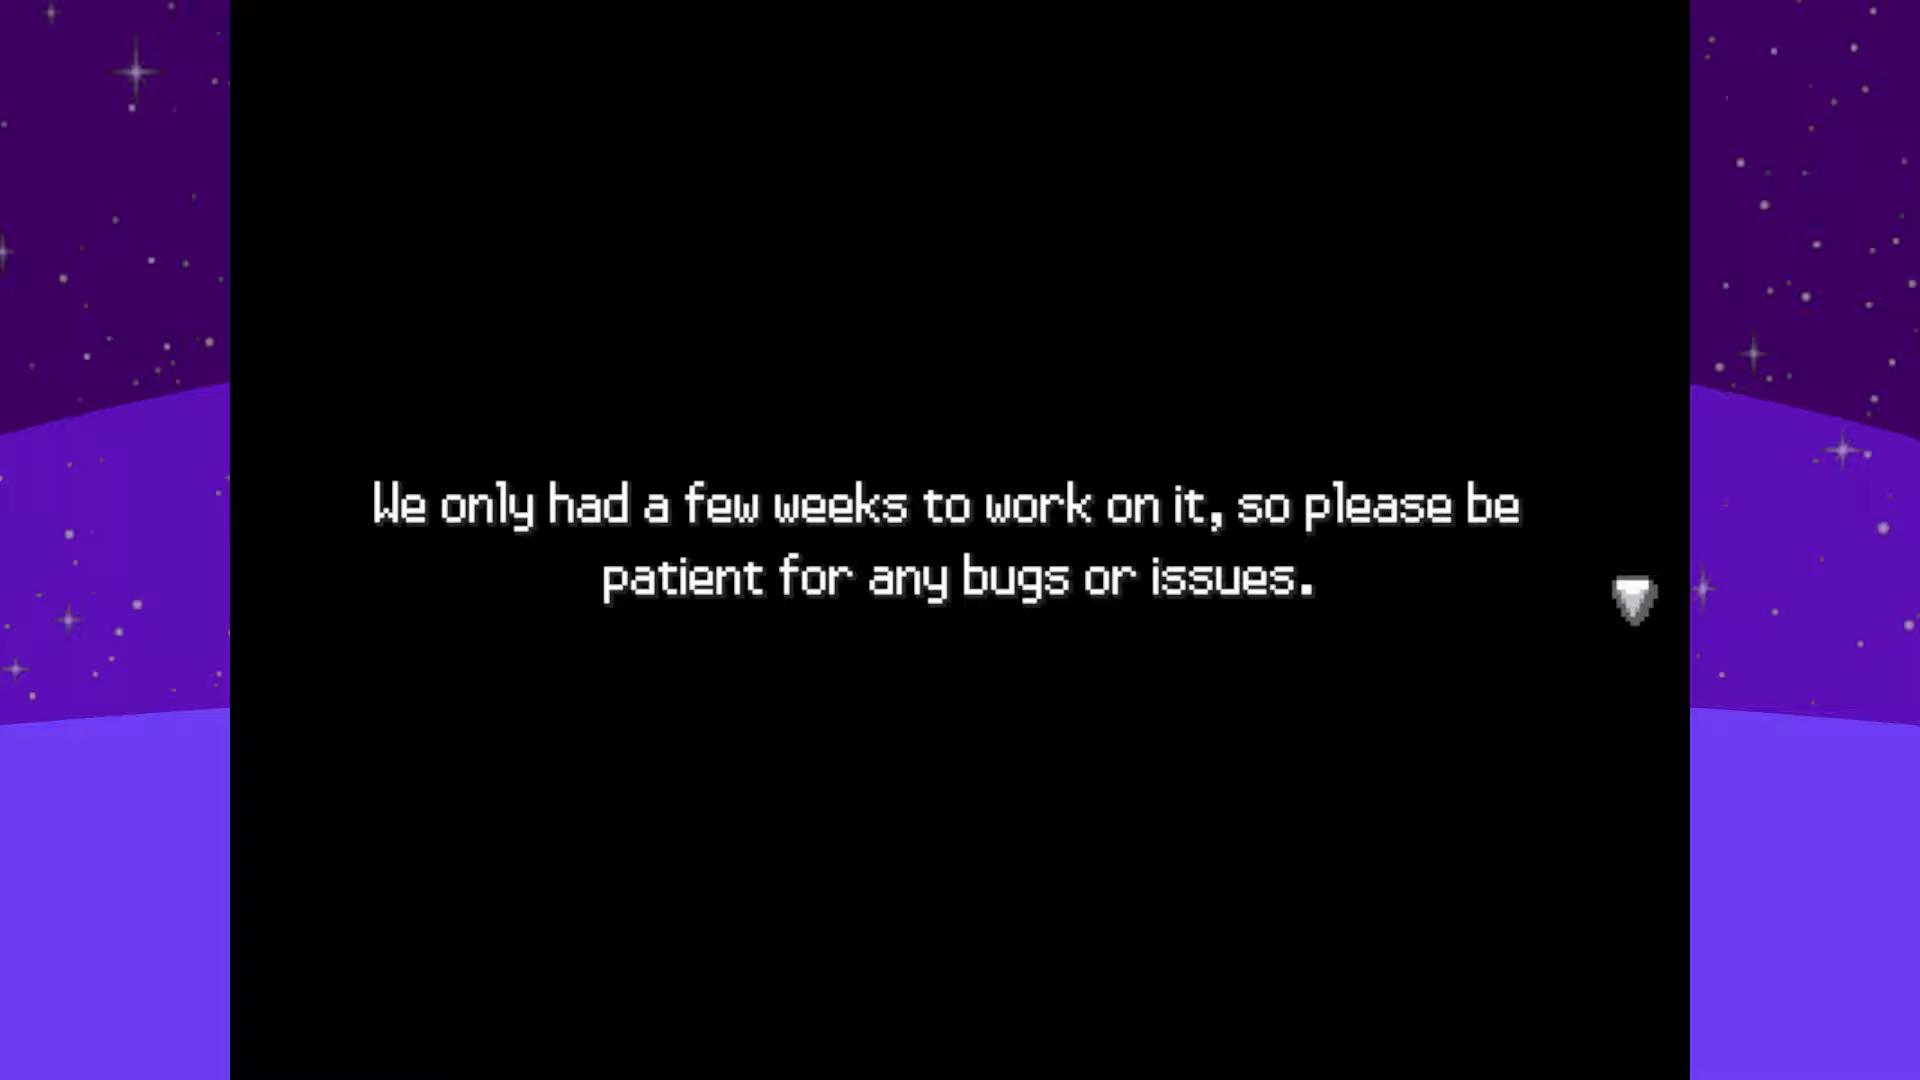 We only had a few weeks to work on it, so please be
patient for any bugs or issues.